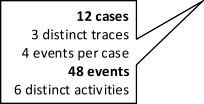 12 cases
3 distinct traces
4 events per case
48 events
6 distinct activities